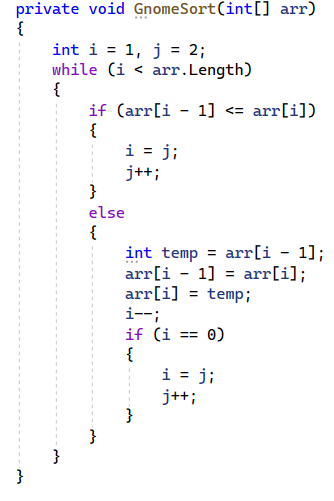 private void GnomeSort(int[] arr)
{
    int i = 1, j = 2;
    while (i < arr.Length)
    {
        if (arr[i - 1] <= arr[i])
        {
            i = j;
            j++;
        }
        else
        {
            int temp = arr[i - 1];
            arr[i - 1] = arr[i];
            arr[i] = temp;
            i--;
            if (i == 0)
            {
                i = j;
                j++;
            }
        }
    }
}